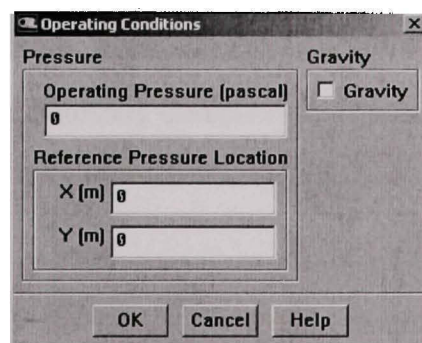 Operating Conditions
Pressure
Gravity
Operating Pressure (pascal)
Gravity
0
Reference Pressure Location
X (m) 0
Y (m) 0
OK Cancel Help